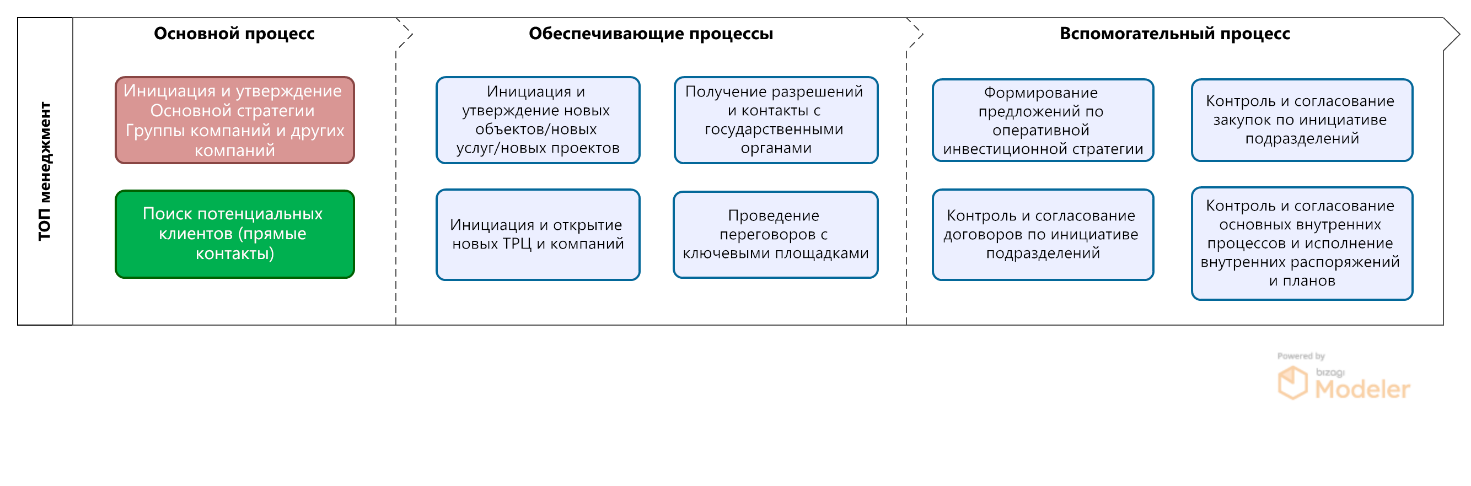 Основной процесс
Обеспечивающие процессы
Вспомогательный процесс
ТОП менеджмент
Инициация и утверждение
Основной стратегии
Группы компаний и других
компаний
Поиск потенциальных
клиентов (прямые
контакты)
Инициация и
утверждение новых
объектов/новых
услуг/новых проектов
Получение разрешений
и контакты с
государственными
органами
Инициация и открытие
новых ТРЦ и компаний
Проведение
переговоров с
ключевыми площадками
Формирование
предложений по
оперативной
инвестиционной стратегии
Контроль и согласование
закупок по инициативе
подразделений
Контроль и согласование
договоров по инициативе
подразделений
Контроль и согласование
основных внутренних
процессов и исполнение
внутренних распоряжений
и планов
Powered by
bizagi
Modeler